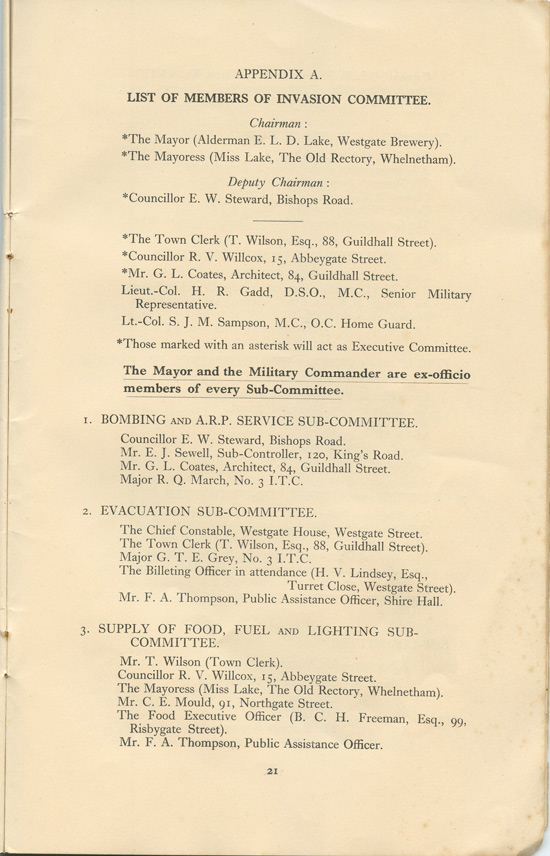 APPENDIX A.
LIST OF MEMBERS OF INVASION COMMITTEE.
Chairman :
*The Mayor (Alderman E. L. D. Lake, Westgate Brewery).
*The Mayoress (Miss Lake, The Old Rectory, Whelnetham).
Deputy Chairman :
*Councillor E. W. Steward, Bishops Road.
*The Town Clerk (T. Wilson, Esq., 88, Guildhall Street).
*Councillor R. V. Willcox, 15, Abbeygate Street.
*Mr. G. L. Coates, Architect, 84, Guildhall Street.
Lieut.-Col. H. R. Gadd, D.S.O., M.C., Senior Military
Representative.
Lt.-Col. S. J. M. Sampson, M.C., O.C. Home Guard.
*Those marked with an asterisk will act as Executive Committee.
The Mayor and the Military Commander are ex-officio
members of every Sub-Committee.
1. BOMBING AND A.R.P. SERVICE SUB-COMMITTEE.
Councillor E. W. Steward, Bishops Road.
Mr. E. J. Sewell, Sub-Controller, 120, King's Road.
Mr. G. L. Coates, Architect, 84, Guildhall Street.
Major R. Q. March, No. 3 I.T.C.
2. EVACUATION SUB-COMMITTEE.
The Chief Constable, Westgate House, Westgate Street.
The Town Clerk (T. Wilson, Esq., 88, Guildhall Street).
Major G. T. E. Grey, No. 3 I.T.C.
The Billeting Officer in attendance (H. V. Lindsey, Esq.,
Turret Close, Westgate Street).
Mr. F. A. Thompson, Public Assistance Officer, Shire Hall.
3. SUPPLY OF FOOD, FUEL AND LIGHTING SUB-
COMMITTEE.
Mr. T. Wilson (Town Clerk).
Councillor R. V. Willcox, 15, Abbeygate Street.
The Mayoress (Miss Lake, The Old Rectory, Whelnetham).
Mr. C. E. Mould, 91, Northgate Street.
The Food Executive Officer (B. C. H. Freeman, Esq., 99,
Risbygate Street).
Mr. F. A. Thompson, Public Assistance Officer.
21